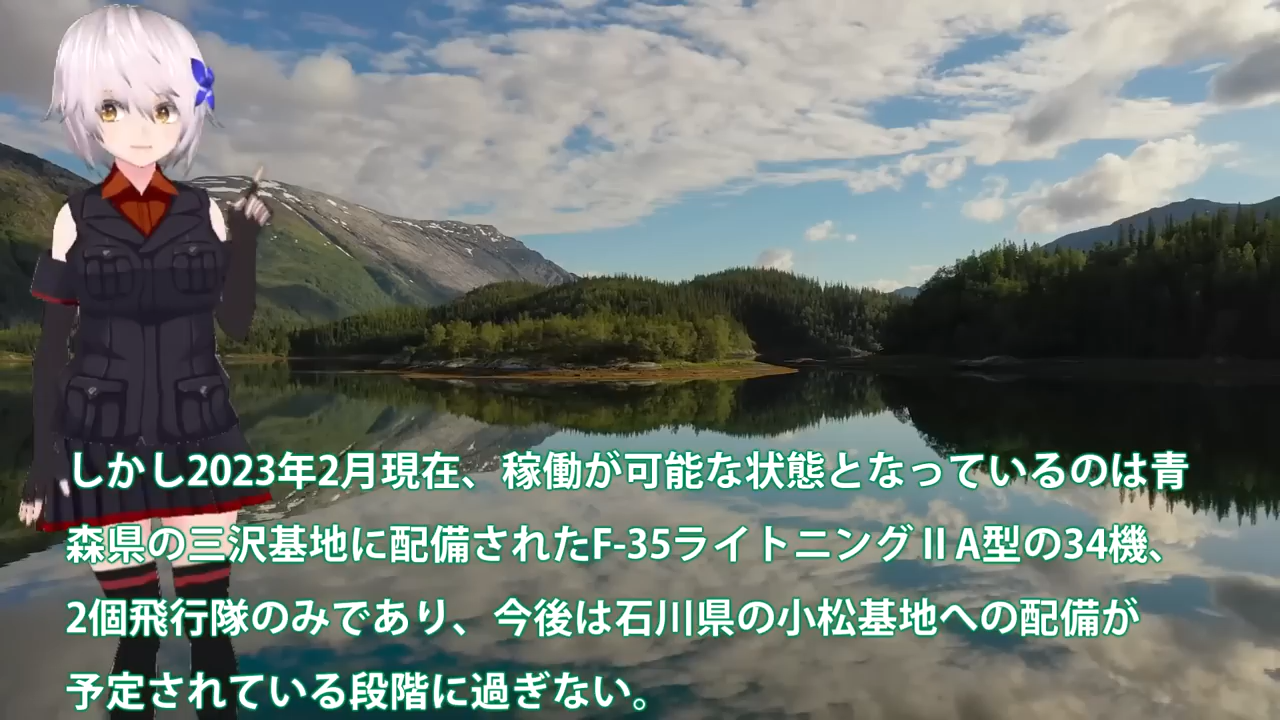 しかし2023年2月現在、稼働が可能な状態となっているのは青
森県の三沢基地に配備されたF-35ライトニングⅡA型の34機、
2個飛行隊のみであり、今後は石川県の小松基地への配備が
予定されている段階に過ぎない。